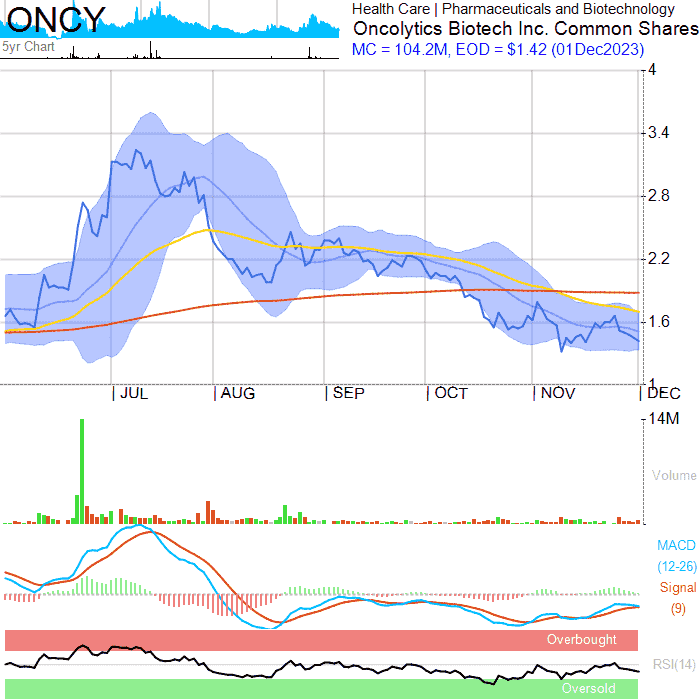 ONCY
5yr Chart
Health Care | Pharmaceuticals and Biotechnology
Oncolytics Biotech Inc. Common Shares
MC = 104.2M, EOD = $1.42 (01Dec2023)
4
3.4
2.8
2.2
1.6
1
JUL AUG SEP OCT NOV DEC
14M
Volume
MACD
(12-26)
Signal
(9)
Overbought
RSI(14)
Oversold